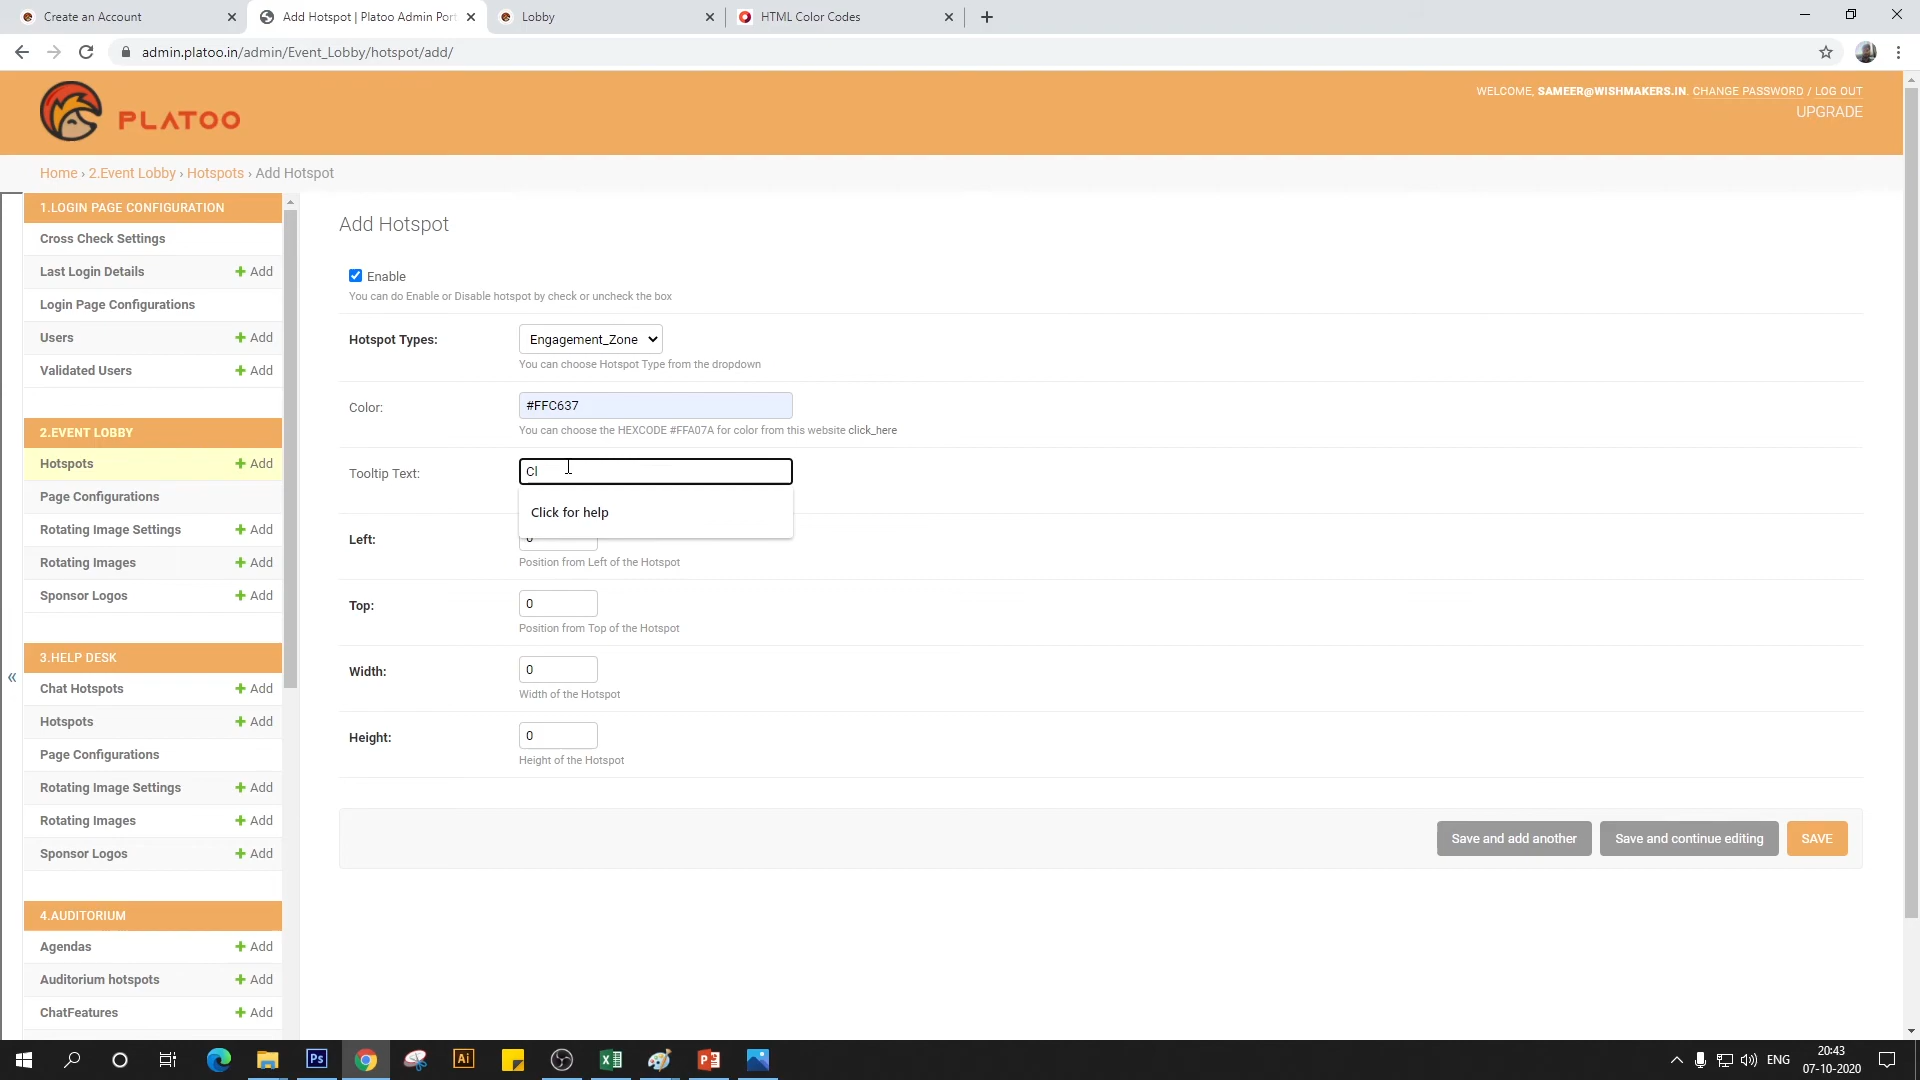 Create an Account
Add Hotspot | Platoo Admin Port
Lobby
HTML Color Codes
admin.platoo.in/admin/Event_Lobby/hotspot/add/
PLATOO
WELCOME, SAMEER@WISHMAKERS.IN. CHANGE PASSWORD / LOG OUT
UPGRADE
Home › 2.Event Lobby › Hotspots › Add Hotspot
1.LOGIN PAGE CONFIGURATION
Cross Check Settings
Last Login Details Add
Login Page Configurations
Users Add
Validated Users Add
2.EVENT LOBBY
Hotspots Add
Page Configurations
Rotating Image Settings Add
Rotating Images Add
Sponsor Logos Add
3.HELP DESK
Chat Hotspots Add
Hotspots Add
Page Configurations
Rotating Image Settings Add
Rotating Images Add
Sponsor Logos Add
4.AUDITORIUM
Agendas Add
Auditorium hotspots Add
ChatFeatures Add
«
Add Hotspot
Enable
You can do Enable or Disable hotspot by check or uncheck the box
Hotspot Types: Engagement_Zone
You can choose Hotspot Type from the dropdown
Color: #FFC637
You can choose the HEXCODE #FFA07A for color from this website click_here
Tooltip Text: Cl
Click for help
Left: 0
Position from Left of the Hotspot
Top: 0
Position from Top of the Hotspot
Width: 0
Width of the Hotspot
Height: 0
Height of the Hotspot
Save and add another Save and continue editing SAVE
Ps
Ai
ENG
20:43
07-10-2020